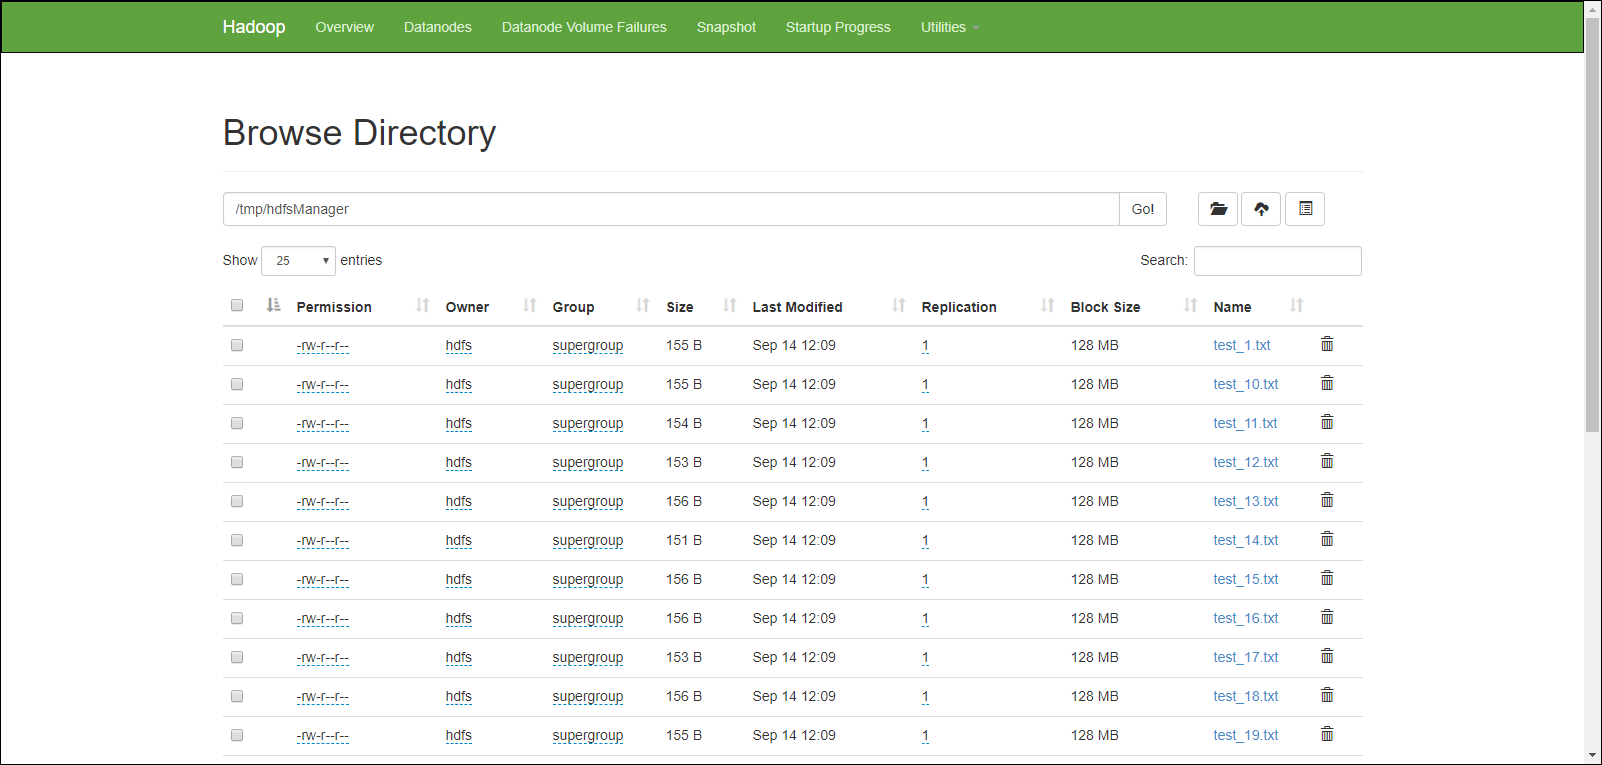 Hadoop Overview Datanodes Datanode Volume Failures Snapshot Startup Progress Utilities
Browse Directory
/tmp/hdfsManager Go!
Show 25 entries Search:
Permission Owner Group Size Last Modified Replication Block Size Name
-rw-r--r-- hdfs supergroup 155 B Sep 14 12:09 1 128 MB test_1.txt
-rw-r--r-- hdfs supergroup 155 B Sep 14 12:09 1 128 MB test_10.txt
-rw-r--r-- hdfs supergroup 154 B Sep 14 12:09 1 128 MB test_11.txt
-rw-r--r-- hdfs supergroup 153 B Sep 14 12:09 1 128 MB test_12.txt
-rw-r--r-- hdfs supergroup 156 B Sep 14 12:09 1 128 MB test_13.txt
-rw-r--r-- hdfs supergroup 151 B Sep 14 12:09 1 128 MB test_14.txt
-rw-r--r-- hdfs supergroup 156 B Sep 14 12:09 1 128 MB test_15.txt
-rw-r--r-- hdfs supergroup 156 B Sep 14 12:09 1 128 MB test_16.txt
-rw-r--r-- hdfs supergroup 153 B Sep 14 12:09 1 128 MB test_17.txt
-rw-r--r-- hdfs supergroup 156 B Sep 14 12:09 1 128 MB test_18.txt
-rw-r--r-- hdfs supergroup 155 B Sep 14 12:09 1 128 MB test_19.txt